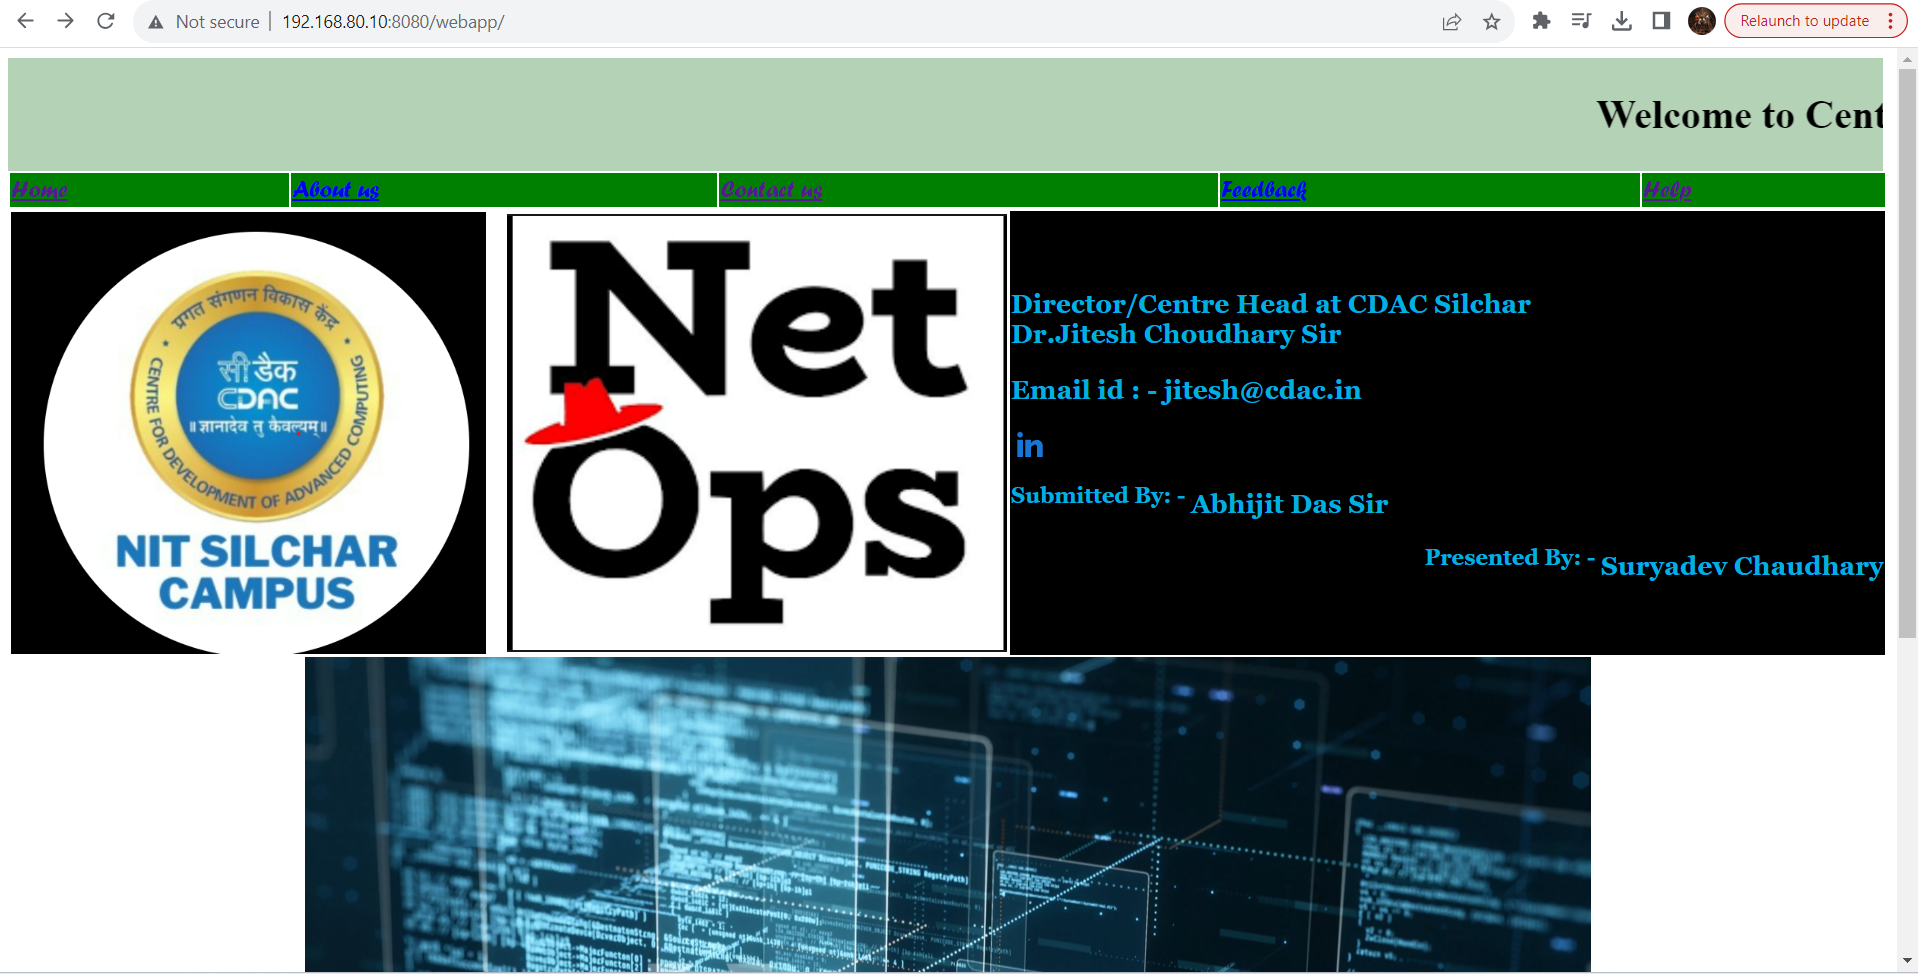 Not secure
192.168.80.10:8080/webapp/
Relaunch to update
Welcome to Cent
Home
About us
Contact us
Feedback
Help
प्रगत संगणन विकास केंद्र
सी डैक
CDAC
॥ज्ञानादेव तु कैवल्यम्॥
CENTRE FOR DEVELOPMENT OF ADVANCED COMPUTING
NIT SILCHAR
CAMPUS
Net
Ops
Director/Centre Head at CDAC Silchar
Dr.Jitesh Choudhary Sir
Email id : - jitesh@cdac.in
in
Submitted By: - Abhijit Das Sir
Presented By: - Suryadev Chaudhary